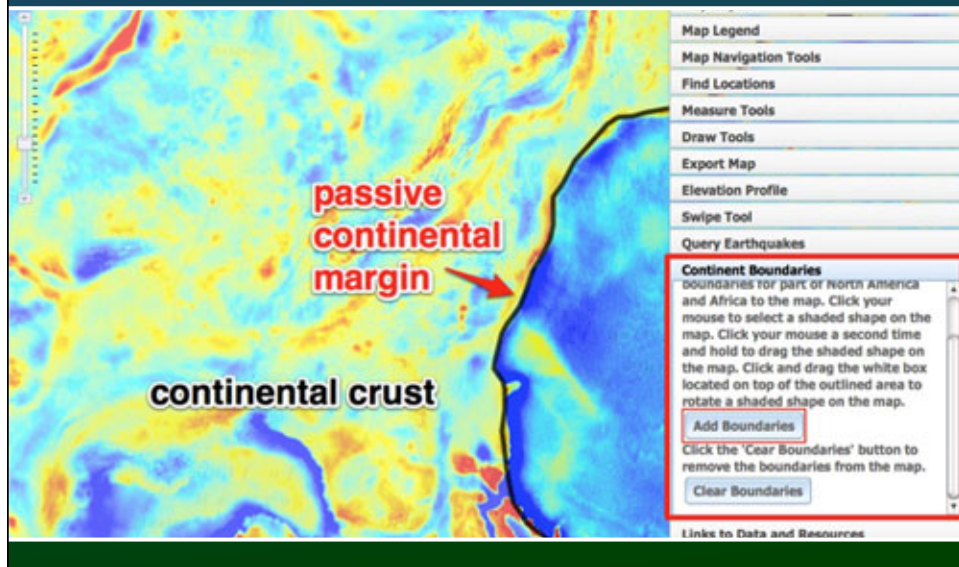 Map Legend
Map Navigation Tools
Find Locations
Measure Tools
Draw Tools
Export Map
Elevation Profile
Swipe Tool
Query Earthquakes
Continent Boundaries
boundaries for part of North America
and Africa to the map. Click your
mouse to select a shaded shape on the
map. Click your mouse a second time
and hold to drag the shaded shape on
the map. Click and drag the white box
located on top of the outlined area to
rotate a shaded shape on the map.
Add Boundaries
Click the 'Cear Boundaries' button to
remove the boundaries from the map.
Clear Boundaries
Links to Data and Resources
passive
continental
margin
continental crust